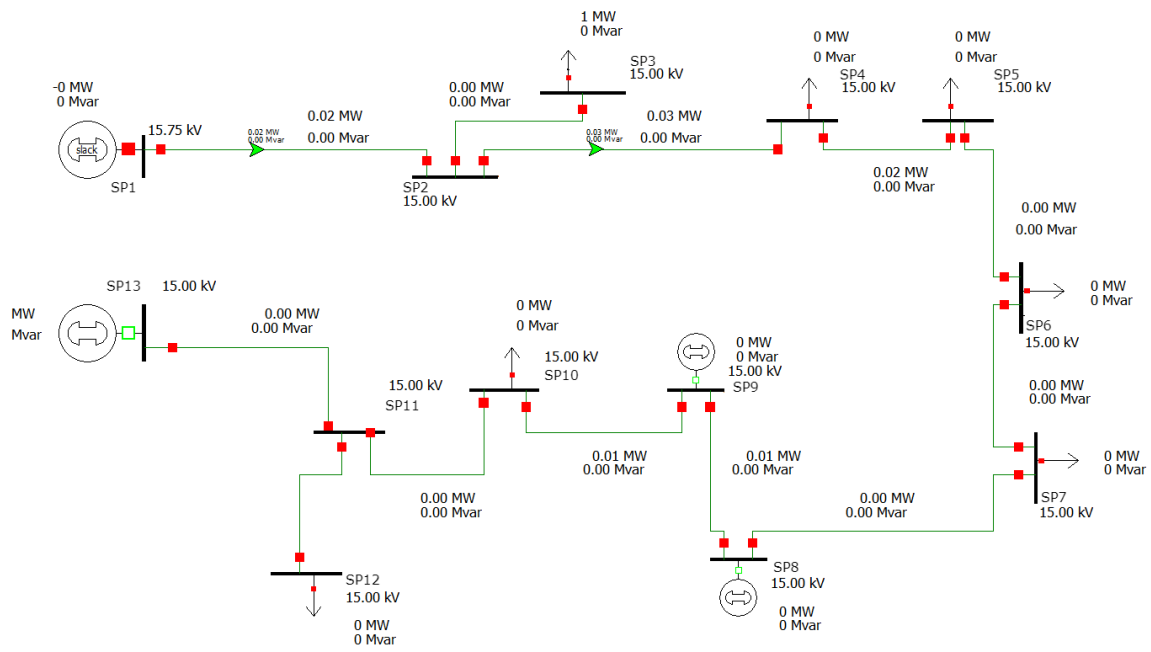 1 MW
0 Mvar
SP3
15.00 kV
0 MW
0 Mvar
SP4
15.00 kV
0 MW
0 Mvar
SP5
15.00 kV
-0 MW
0 Mvar
slack
15.75 kV
SP1
0.02 MW
0.00 Mvar
0.02 MW
0.00 Mvar
0.00 MW
0.00 Mvar
SP2
15.00 kV
0.03 MW
0.00 Mvar
0.03 MW
0.00 Mvar
0.02 MW
0.00 Mvar
0.00 MW
0.00 Mvar
0 MW
0 Mvar
SP6
15.00 kV
SP13
15.00 kV
MW
Mvar
0.00 MW
0.00 Mvar
0 MW
0 Mvar
15.00 kV
SP10
0 MW
0 Mvar
15.00 kV
SP9
15.00 kV
SP11
0.00 MW
0.00 Mvar
0.01 MW
0.00 Mvar
0.01 MW
0.00 Mvar
0 MW
0 Mvar
SP7
15.00 kV
0.00 MW
0.00 Mvar
0.00 MW
0.00 Mvar
SP12
15.00 kV
0 MW
0 Mvar
SP8
15.00 kV
0 MW
0 Mvar